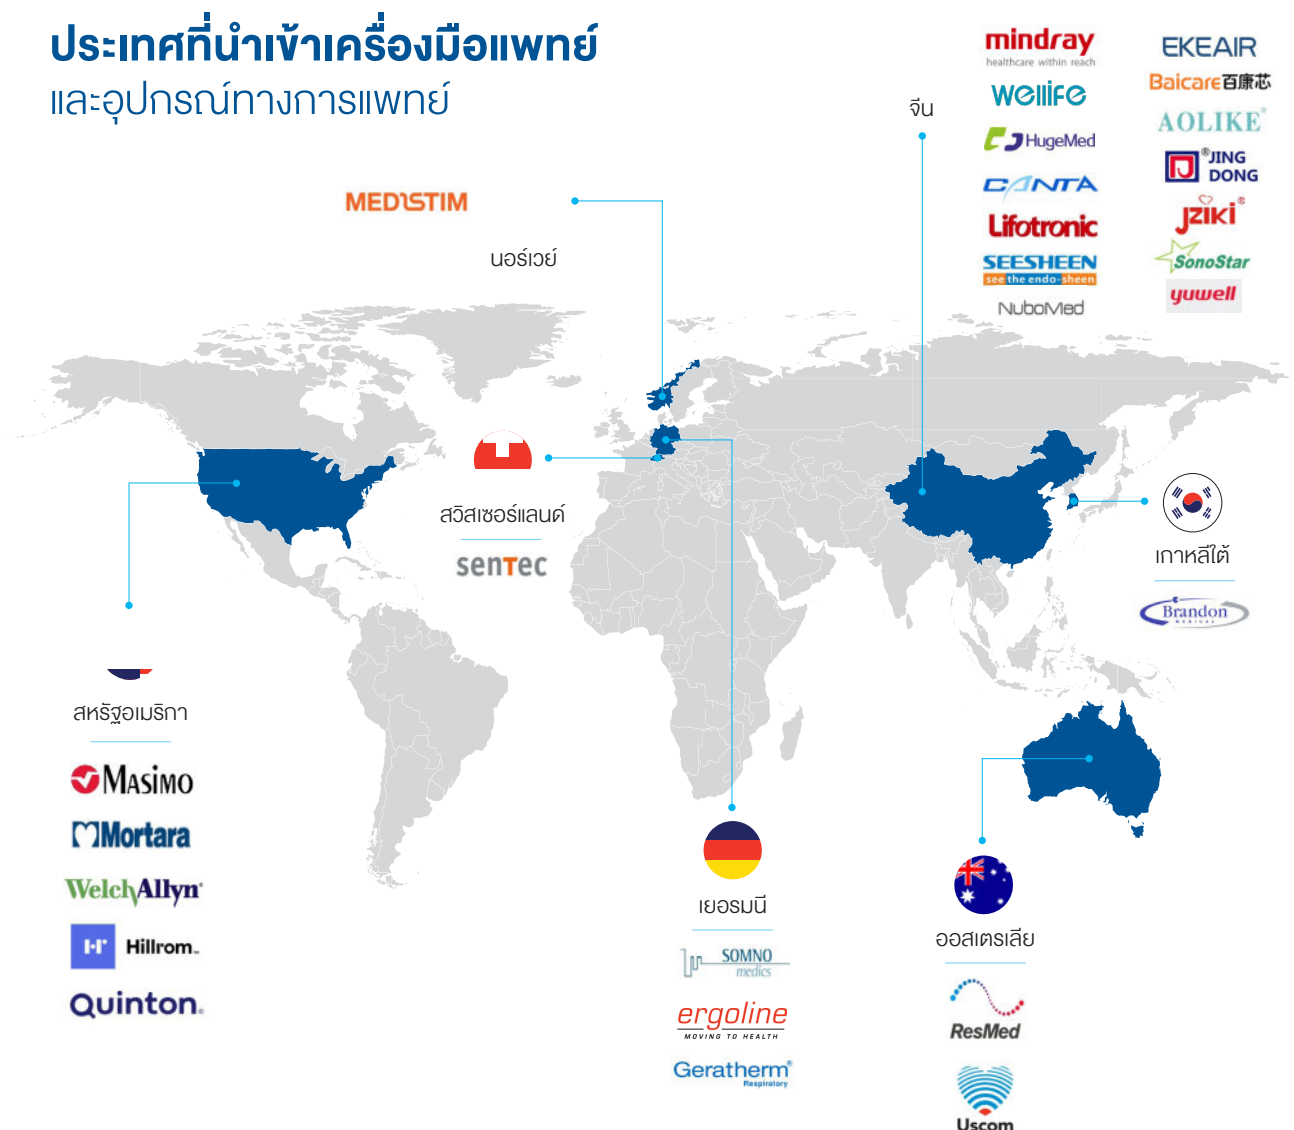 ประเทศที่นำเข้าเครื่องมือแพทย์
และอุปกรณ์ทางการแพทย์
MEDISTIM
นอร์เวย์
จีน
mindray
healthcare within reach
wellife
HugeMed
CANTA
Lifotronic
SEESHEEN
see the endo-sheen
NuboMed
EKEAIR
Baicare百康芯
AOLIKE®
®JING
DONG
JZIKI®
SonoStar
yuwell
สวิสเซอร์แลนด์
senTec
เกาหลีใต้
Brandon
MEDICAL
สหรัฐอเมริกา
MASIMO
Mortara
WelchAllyn®
Hr Hillrom™
Quinton®
เยอรมนี
SOMNO
medics
ergoline
MOVING TO HEALTH
Geratherm®
Respiratory
ออสเตรเลีย
ResMed
Uscom